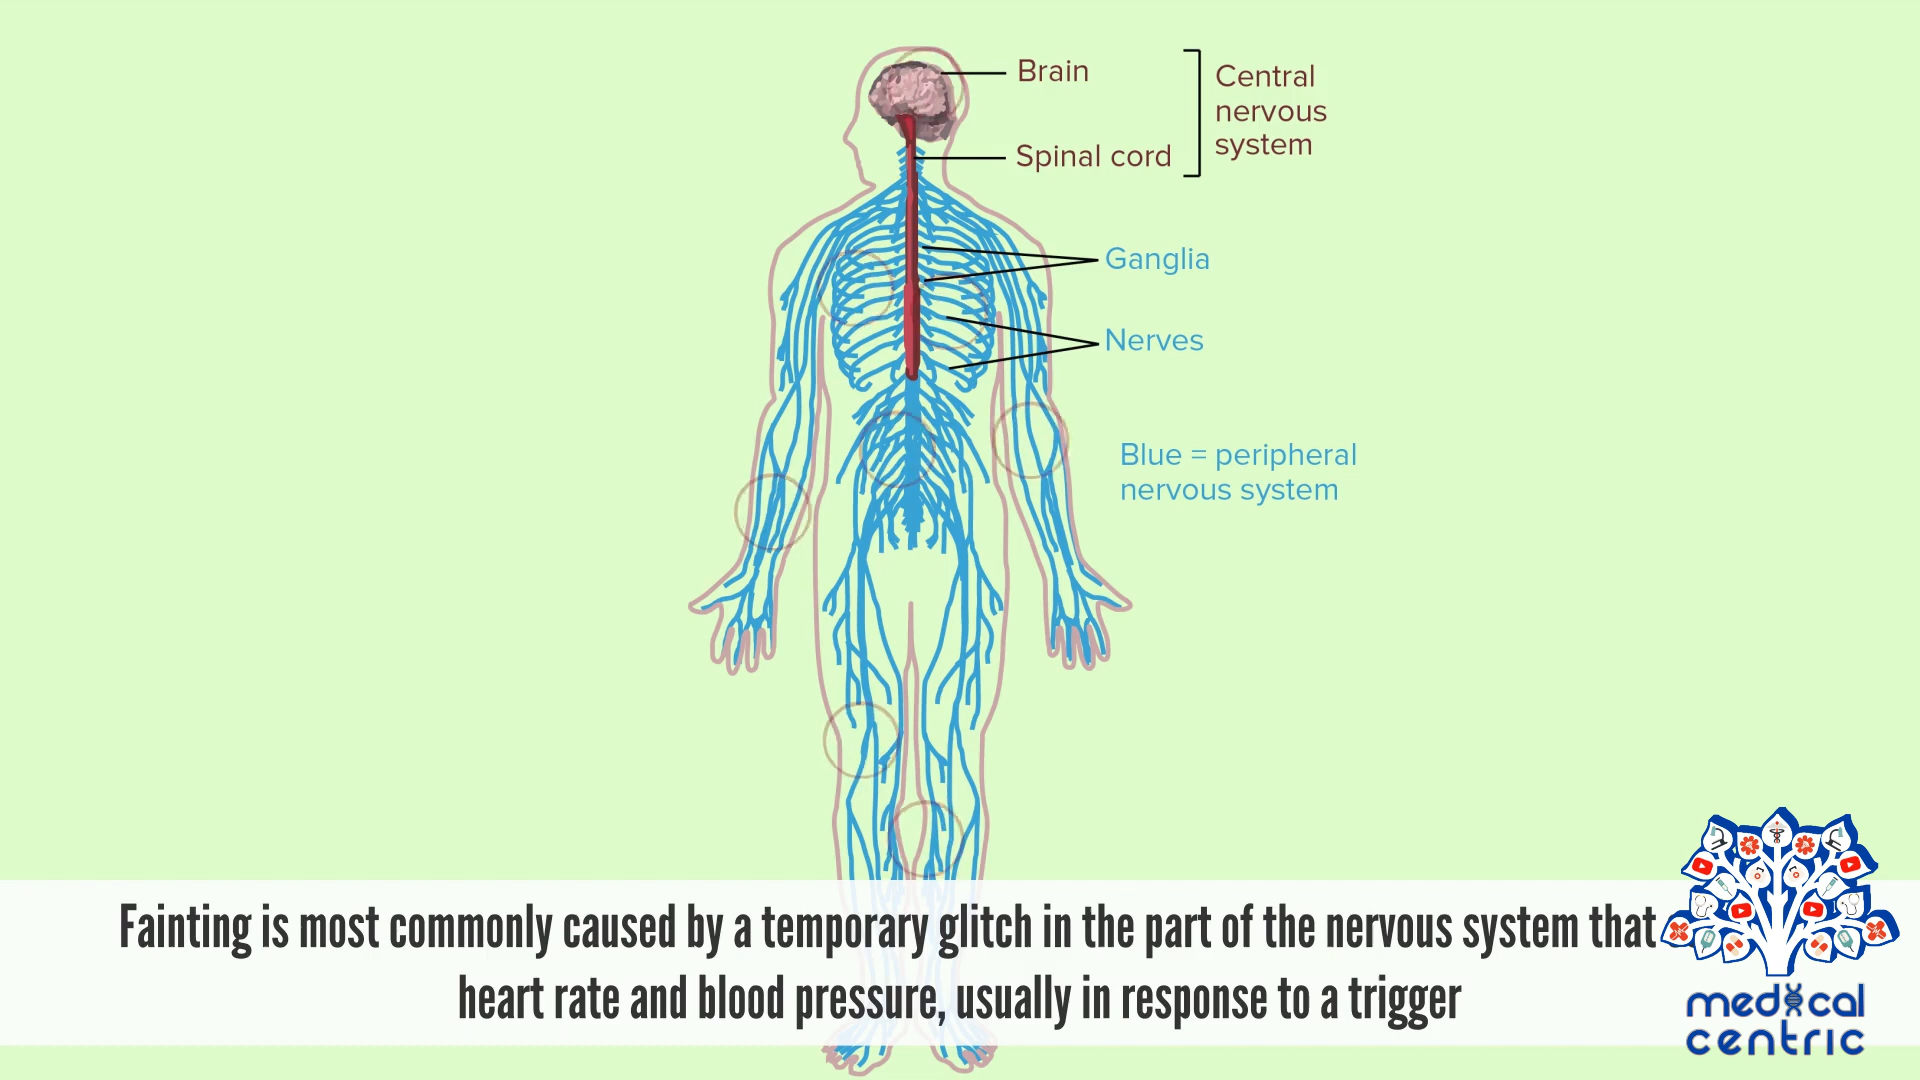 Brain
Spinal cord
Central
nervous
system
Ganglia
Nerves
Blue = peripheral
nervous system
Fainting is most commonly caused by a temporary glitch in the part of the nervous system that
heart rate and blood pressure, usually in response to a trigger
medical
centric